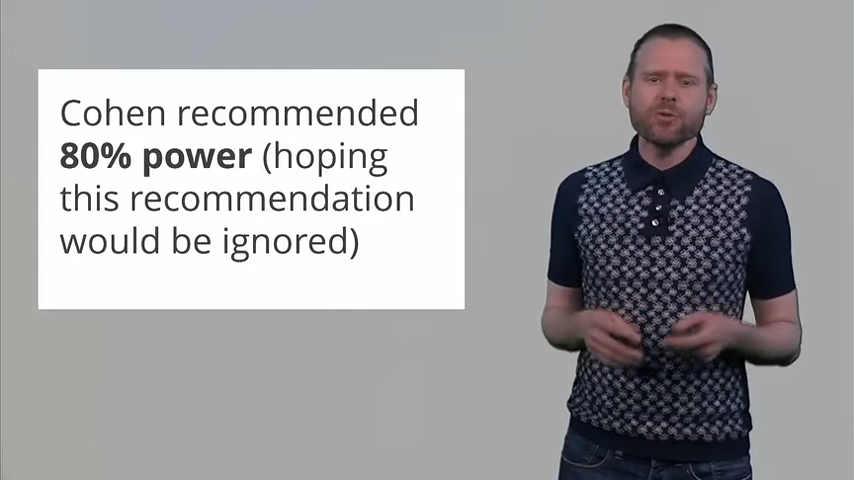 Cohen recommended
80% power (hoping
this recommendation
would be ignored)